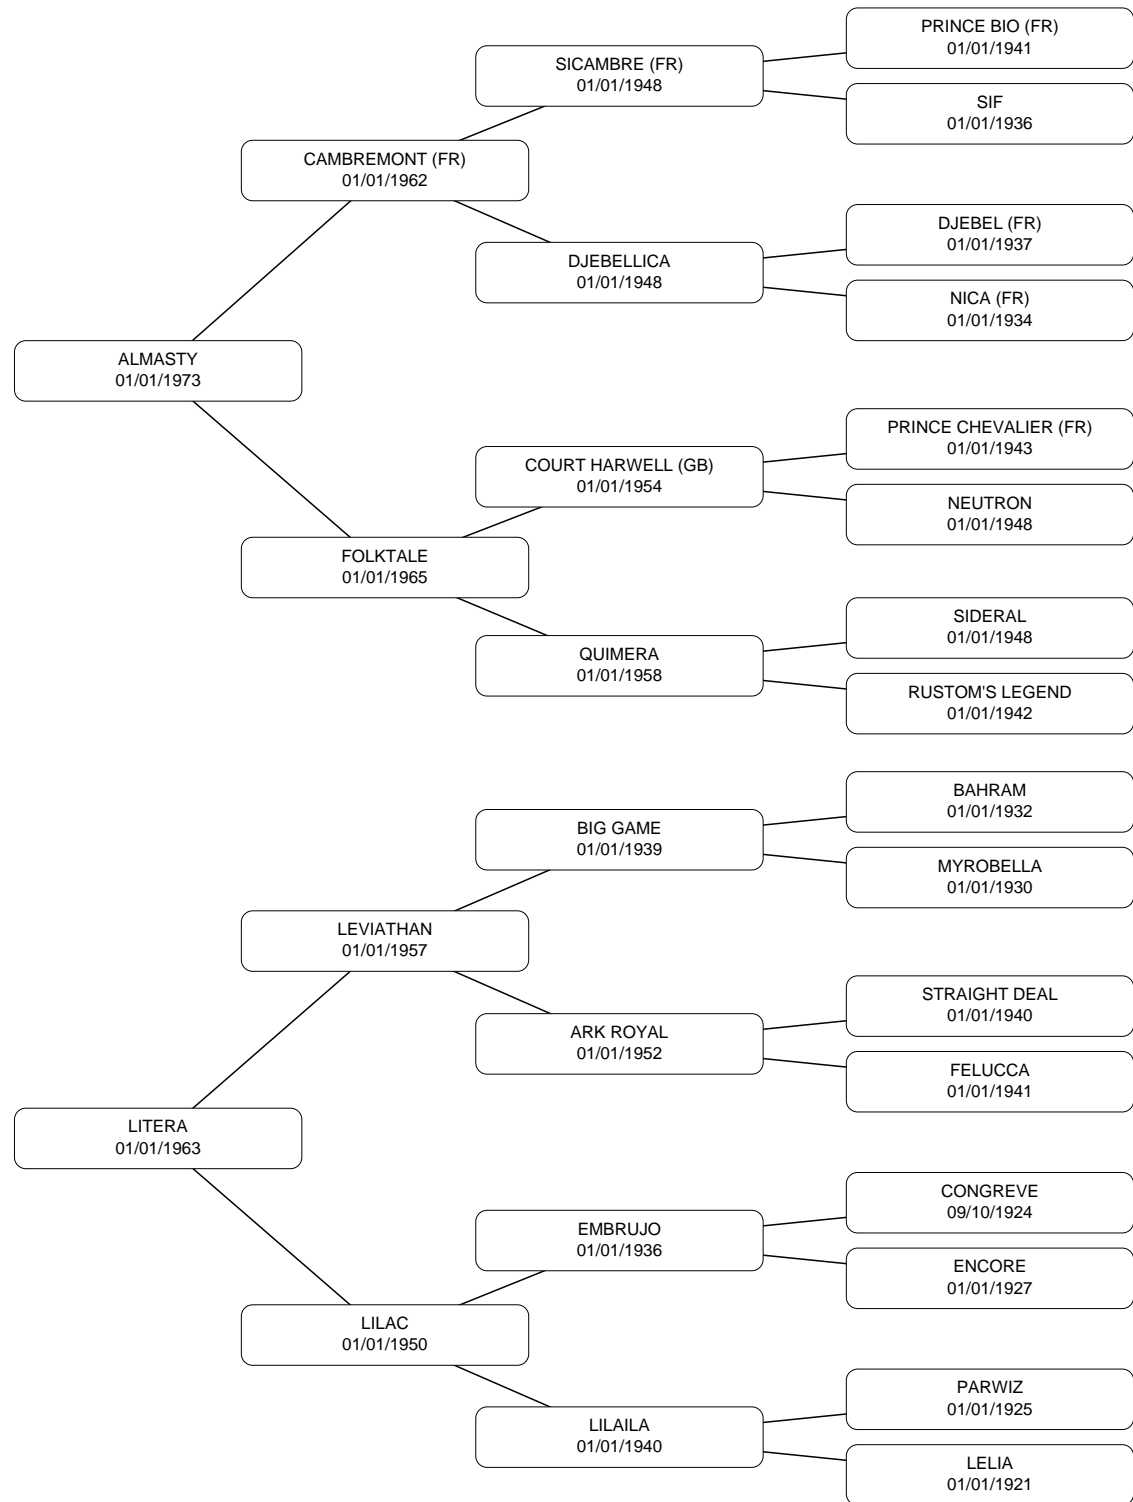 PRINCE BIO (FR)
01/01/1941
SICAMBRE (FR)
01/01/1948
SIF
01/01/1936
CAMBREMONT (FR)
01/01/1962
DJEBEL (FR)
01/01/1937
DJEBELLICA
01/01/1948
NICA (FR)
01/01/1934
ALMASTY
01/01/1973
PRINCE CHEVALIER (FR)
01/01/1943
COURT HARWELL (GB)
01/01/1954
NEUTRON
01/01/1948
FOLKTALE
01/01/1965
SIDERAL
01/01/1948
QUIMERA
01/01/1958
RUSTOM'S LEGEND
01/01/1942
BAHRAM
01/01/1932
BIG GAME
01/01/1939
MYROBELLA
01/01/1930
LEVIATHAN
01/01/1957
STRAIGHT DEAL
01/01/1940
ARK ROYAL
01/01/1952
FELUCCA
01/01/1941
LITERA
01/01/1963
CONGREVE
09/10/1924
EMBRUJO
01/01/1936
ENCORE
01/01/1927
LILAC
01/01/1950
PARWIZ
01/01/1925
LILAILA
01/01/1940
LELIA
01/01/1921